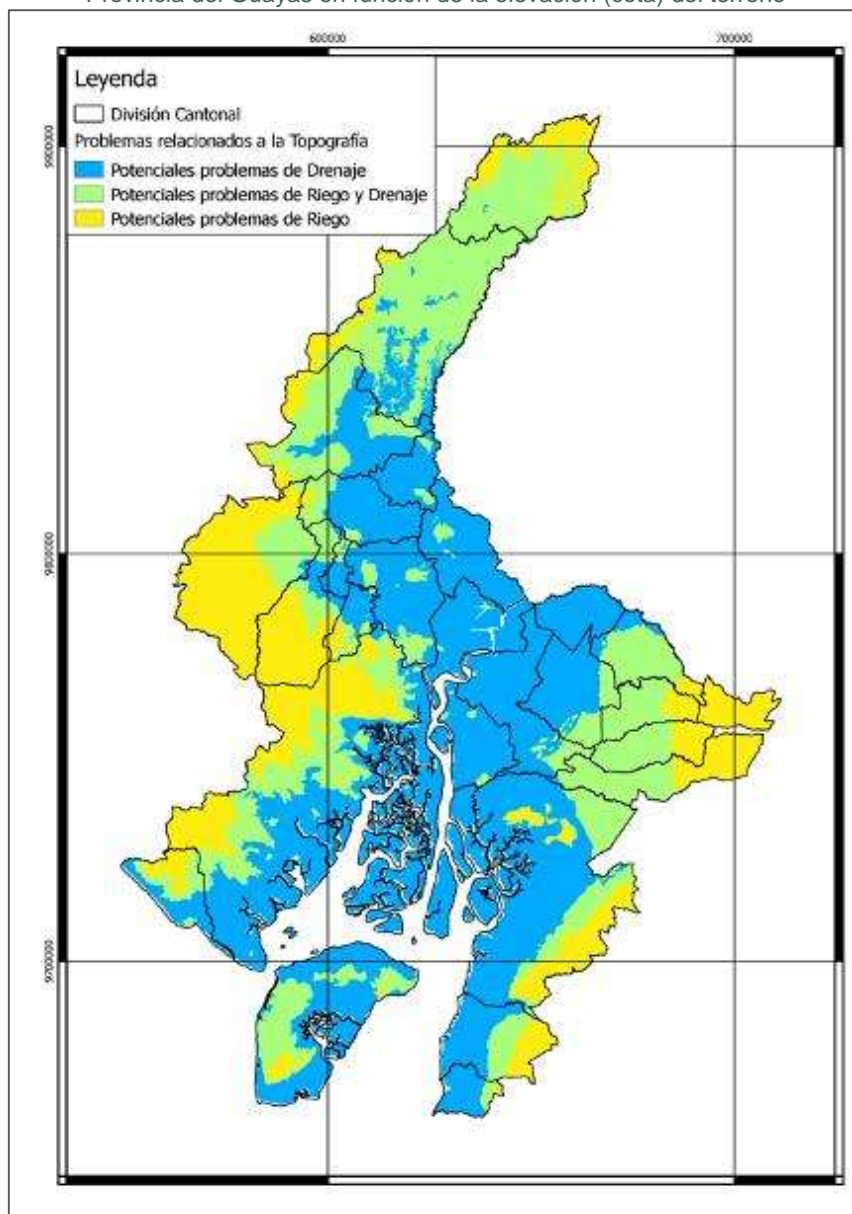 Provincia del Guayas en función de la elevación (cota) del terreno
600000
700000
Leyenda
División Cantonal
Problemas relacionados a la Topografía
Potenciales problemas de Drenaje
Potenciales problemas de Riego y Drenaje
Potenciales problemas de Riego
9900000
9800000
9700000